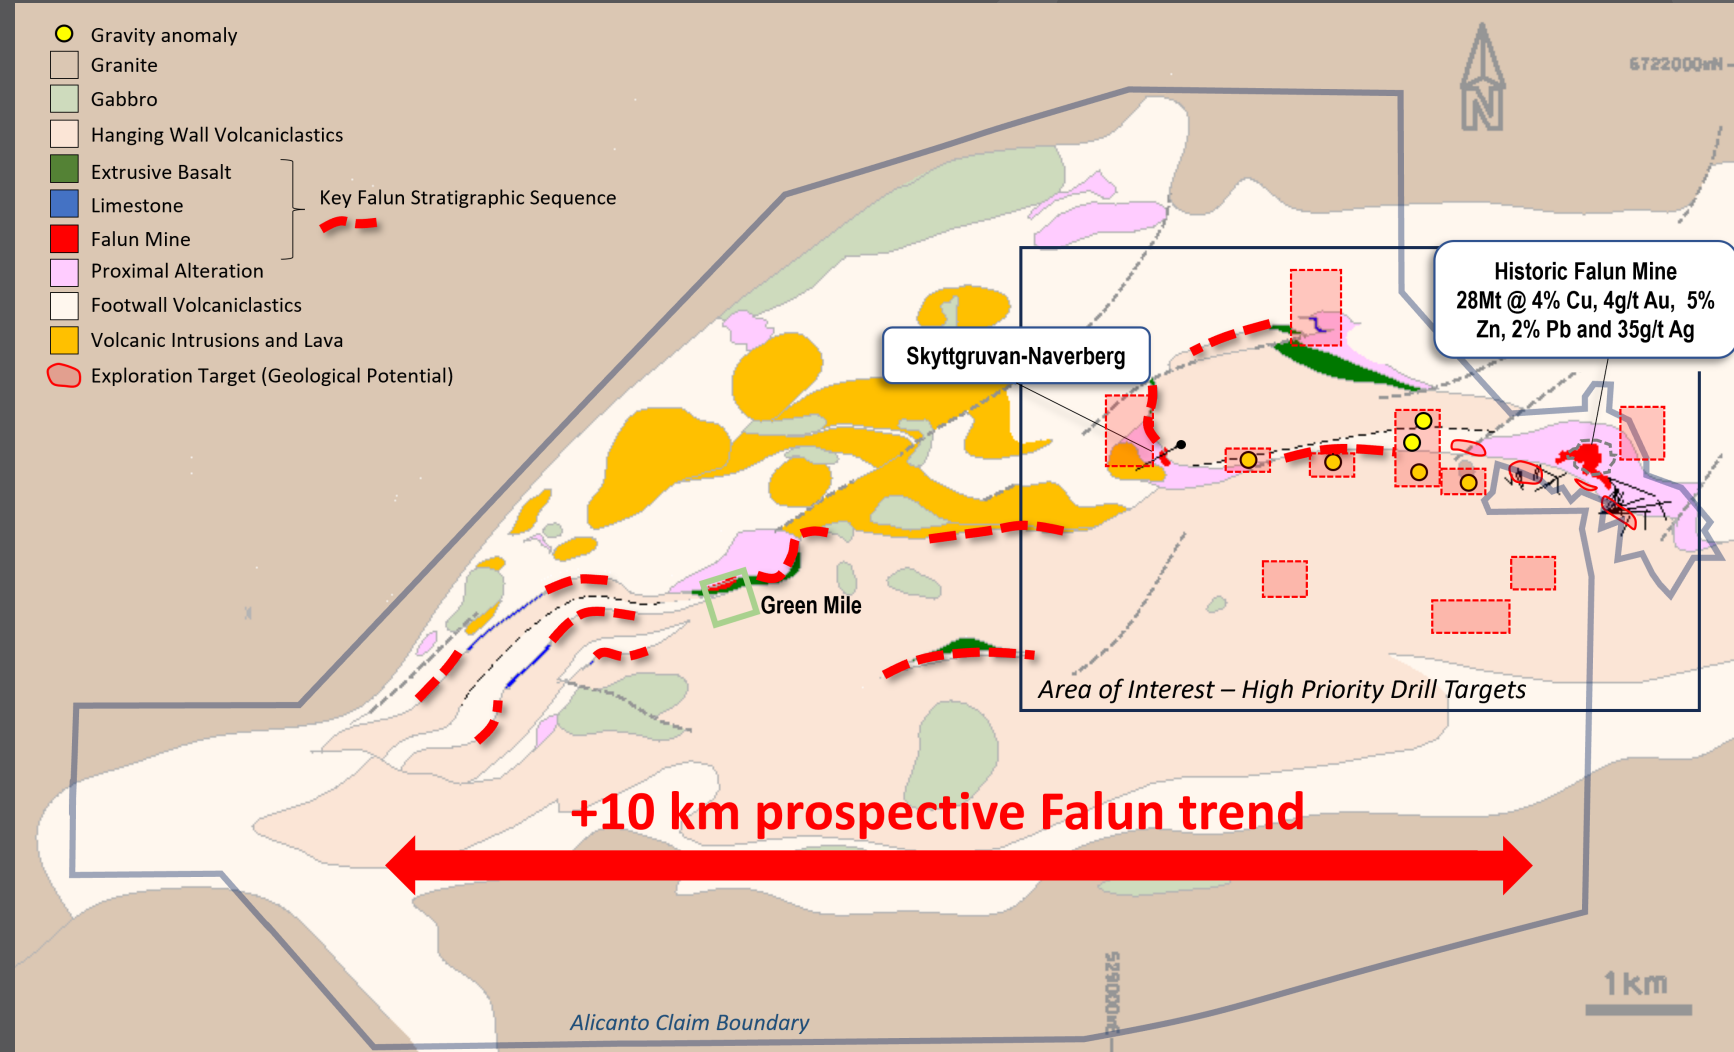 Gravity anomaly
Granite
Gabbro
Hanging Wall Volcaniclastics
Extrusive Basalt
Limestone
Falun Mine
Key Falun Stratigraphic Sequence
Proximal Alteration
Footwall Volcaniclastics
Volcanic Intrusions and Lava
Exploration Target (Geological Potential)
6722000mN
N
Historic Falun Mine
28Mt @ 4% Cu, 4g/t Au, 5%
Zn, 2% Pb and 35g/t Ag
Skyttgruvan-Naverberg
Green Mile
Area of Interest – High Priority Drill Targets
+10 km prospective Falun trend
1km
Alicanto Claim Boundary